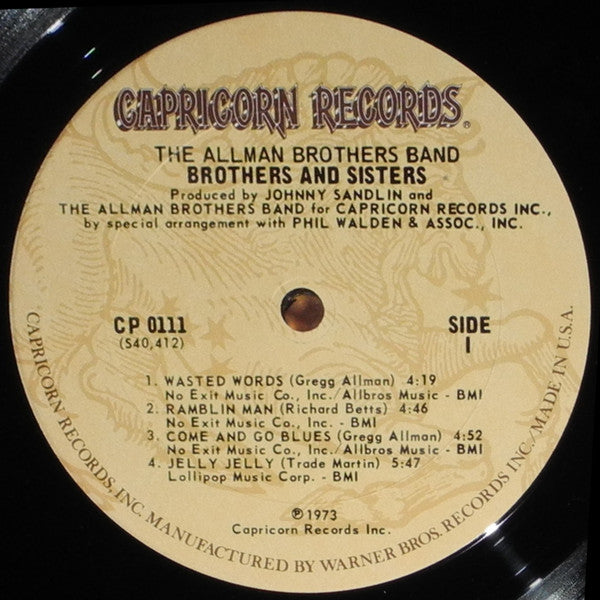 CAPRICORN RECORDS®
THE ALLMAN BROTHERS BAND
BROTHERS AND SISTERS
Produced by JOHNNY SANDLIN and
THE ALLMAN BROTHERS BAND for CAPRICORN RECORDS INC.,
by special arrangement with PHIL WALDEN & ASSOC., INC.
CP 0111
(S40,412)
SIDE
1
1. WASTED WORDS (Gregg Allman) 4:19
No Exit Music Co., Inc./Allbros Music - BMI
2. RAMBLIN MAN (Richard Betts) 4:46
No Exit Music Co., Inc. - BMI
3. COME AND GO BLUES (Gregg Allman) 4:52
No Exit Music Co., Inc./Allbros Music - BMI
4. JELLY JELLY (Trade Martin) 5:47
Lollipop Music Corp. - BMI
℗1973
Capricorn Records Inc.
CAPRICORN RECORDS, INC. MANUFACTURED BY WARNER BROS. RECORDS INC./MADE IN U.S.A.